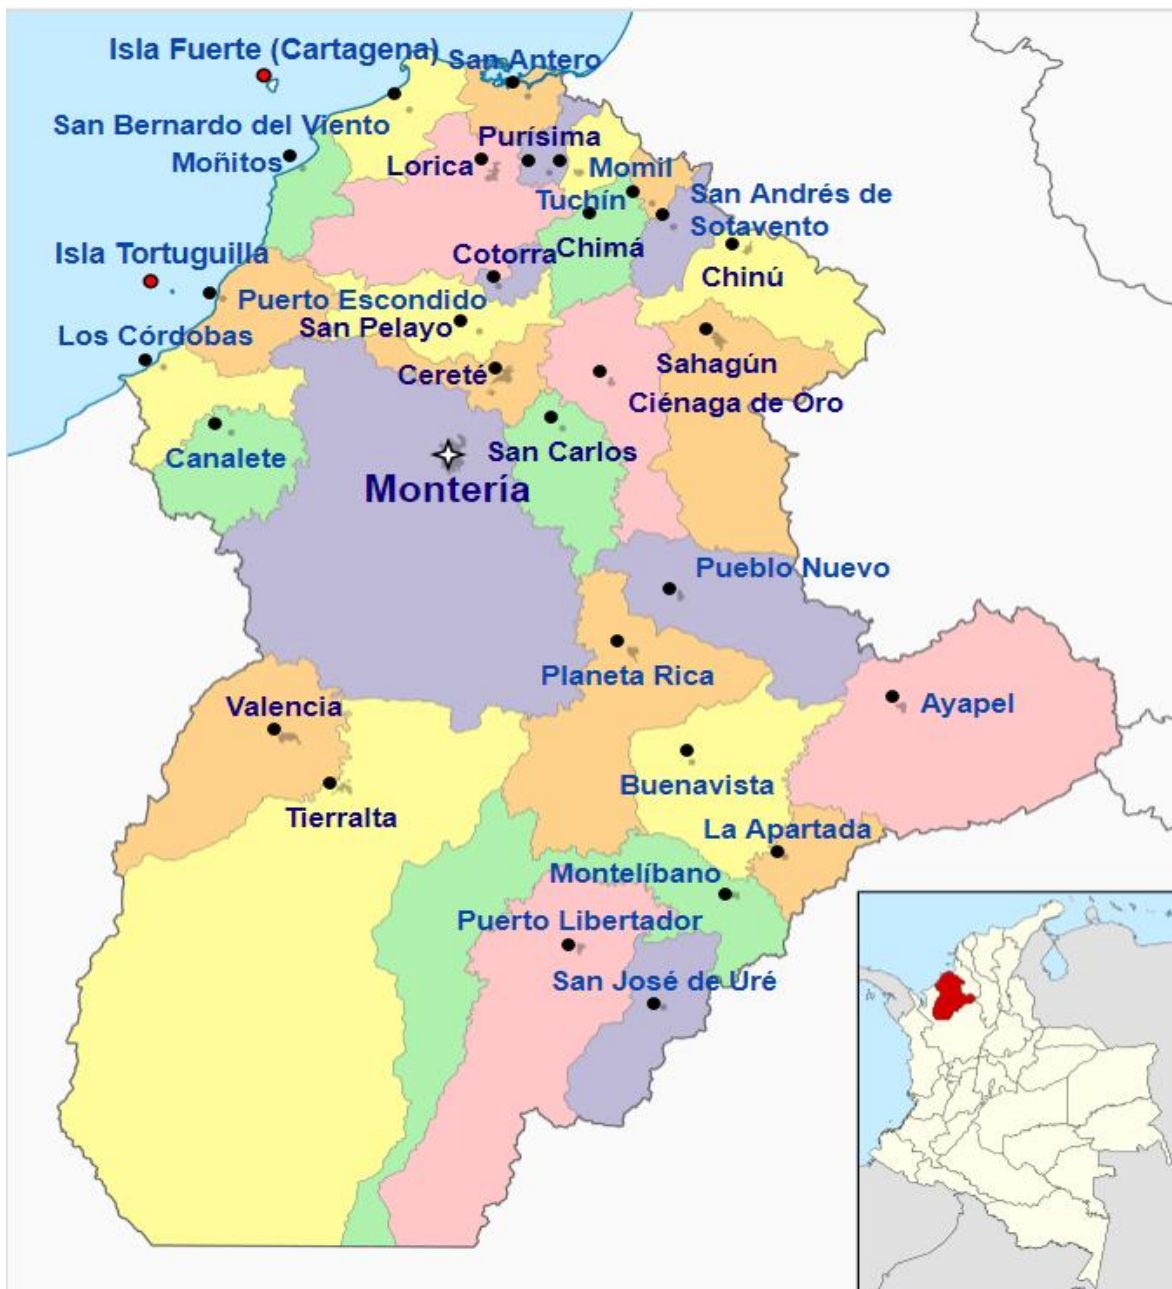 Isla Fuerte (Cartagena)
San Antero
San Bernardo del Viento
Purísima
Moñitos
Lorica
Momil
Tuchín
San Andrés de
Sotavento
Isla Tortuguilla
Cotorra
Chimá
Chinú
Puerto Escondido
San Pelayo
Los Córdobas
Cereté
Sahagún
Ciénaga de Oro
Canalete
San Carlos
Montería
Pueblo Nuevo
Planeta Rica
Valencia
Ayapel
Buenavista
Tierralta
La Apartada
Montelíbano
Puerto Libertador
San José de Uré